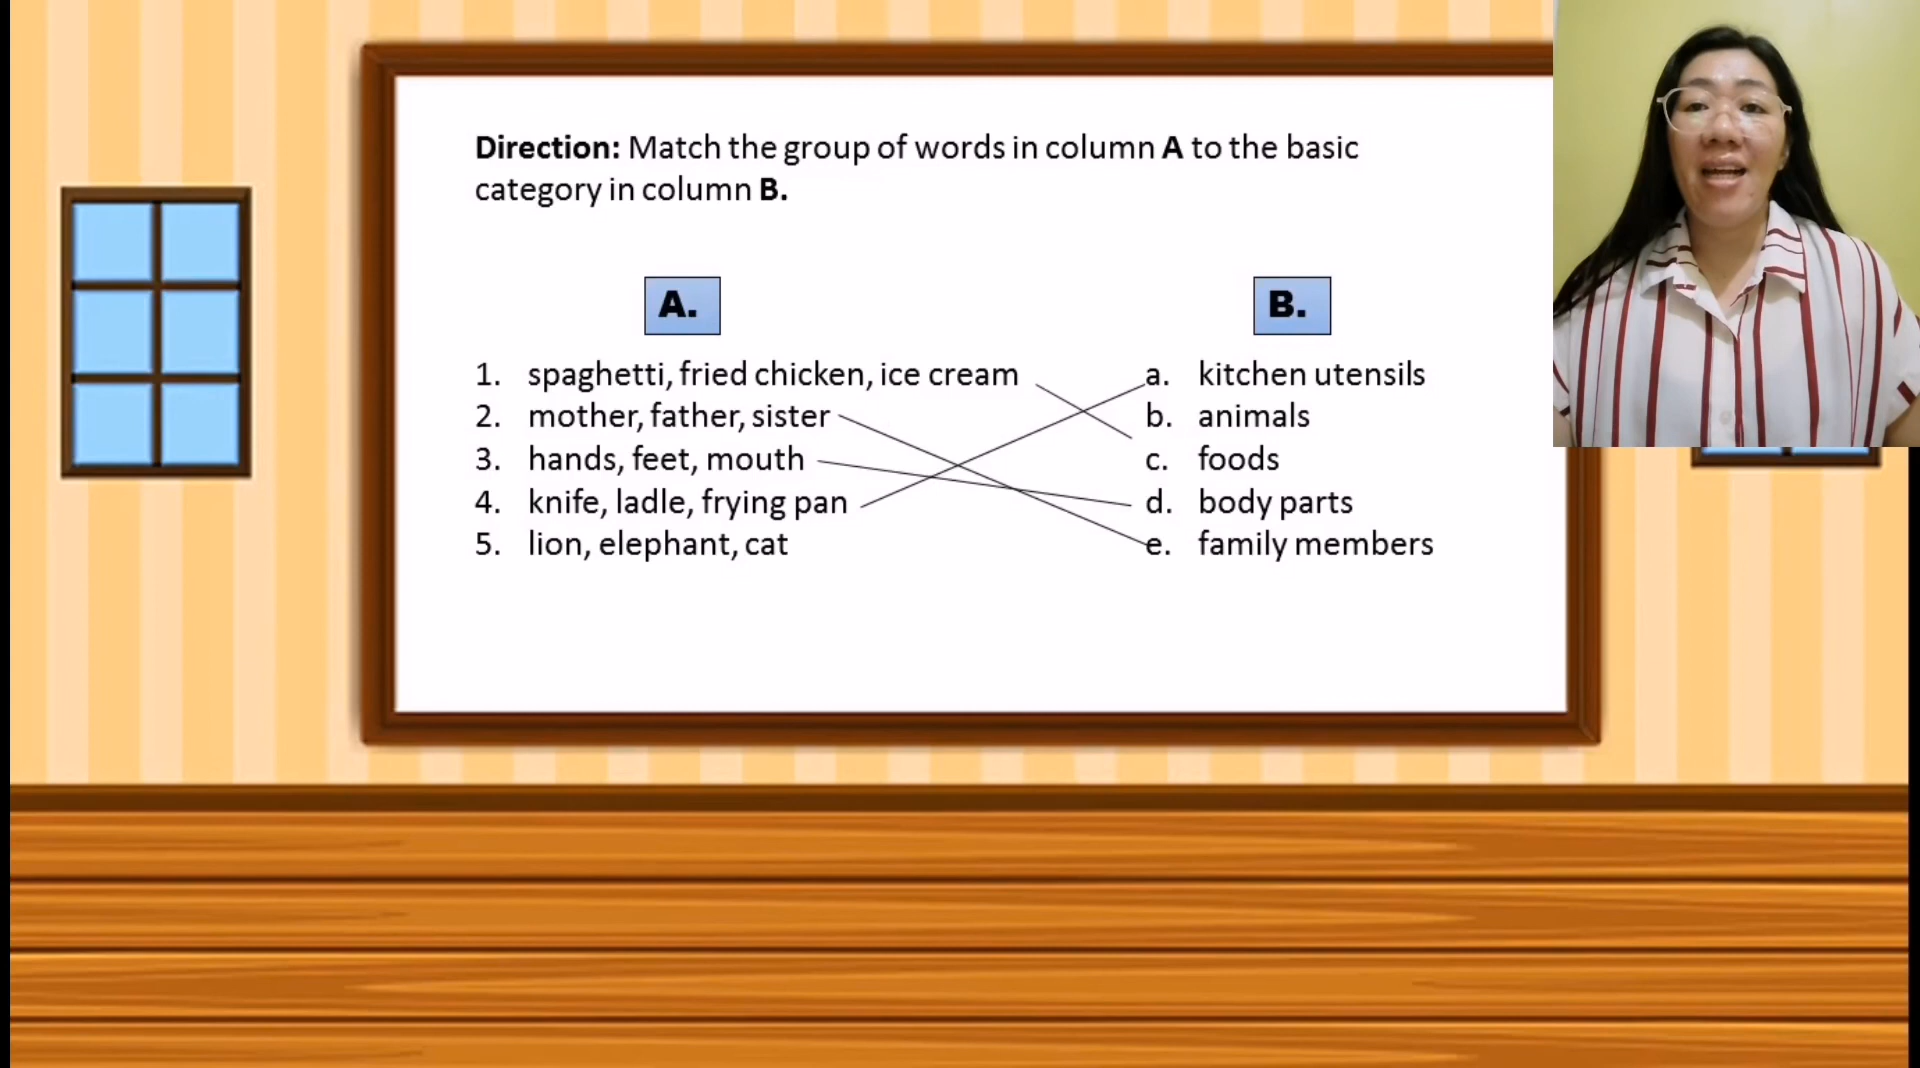 Direction: Match the group of words in column A to the basic
category in column B.
A.
B.
1. spaghetti, fried chicken, ice cream
2. mother, father, sister
3. hands, feet, mouth
4. knife, ladle, frying pan
5. lion, elephant, cat
a. kitchen utensils
b. animals
c. foods
d. body parts
e. family members